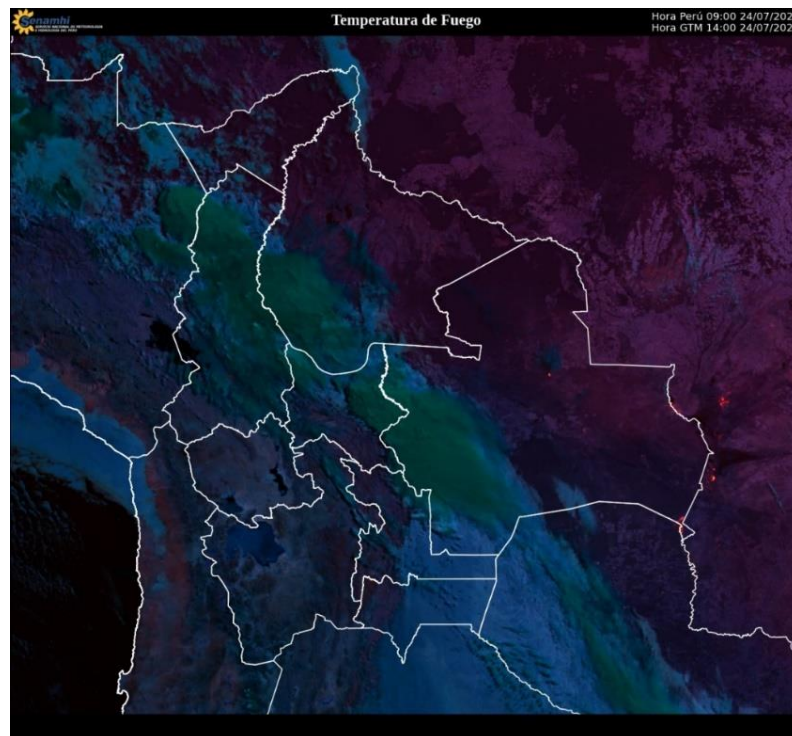 Senamhi
Temperatura de Fuego
Hora Perú 09:00 24/07/202
Hora GTM 14:00 24/07/202